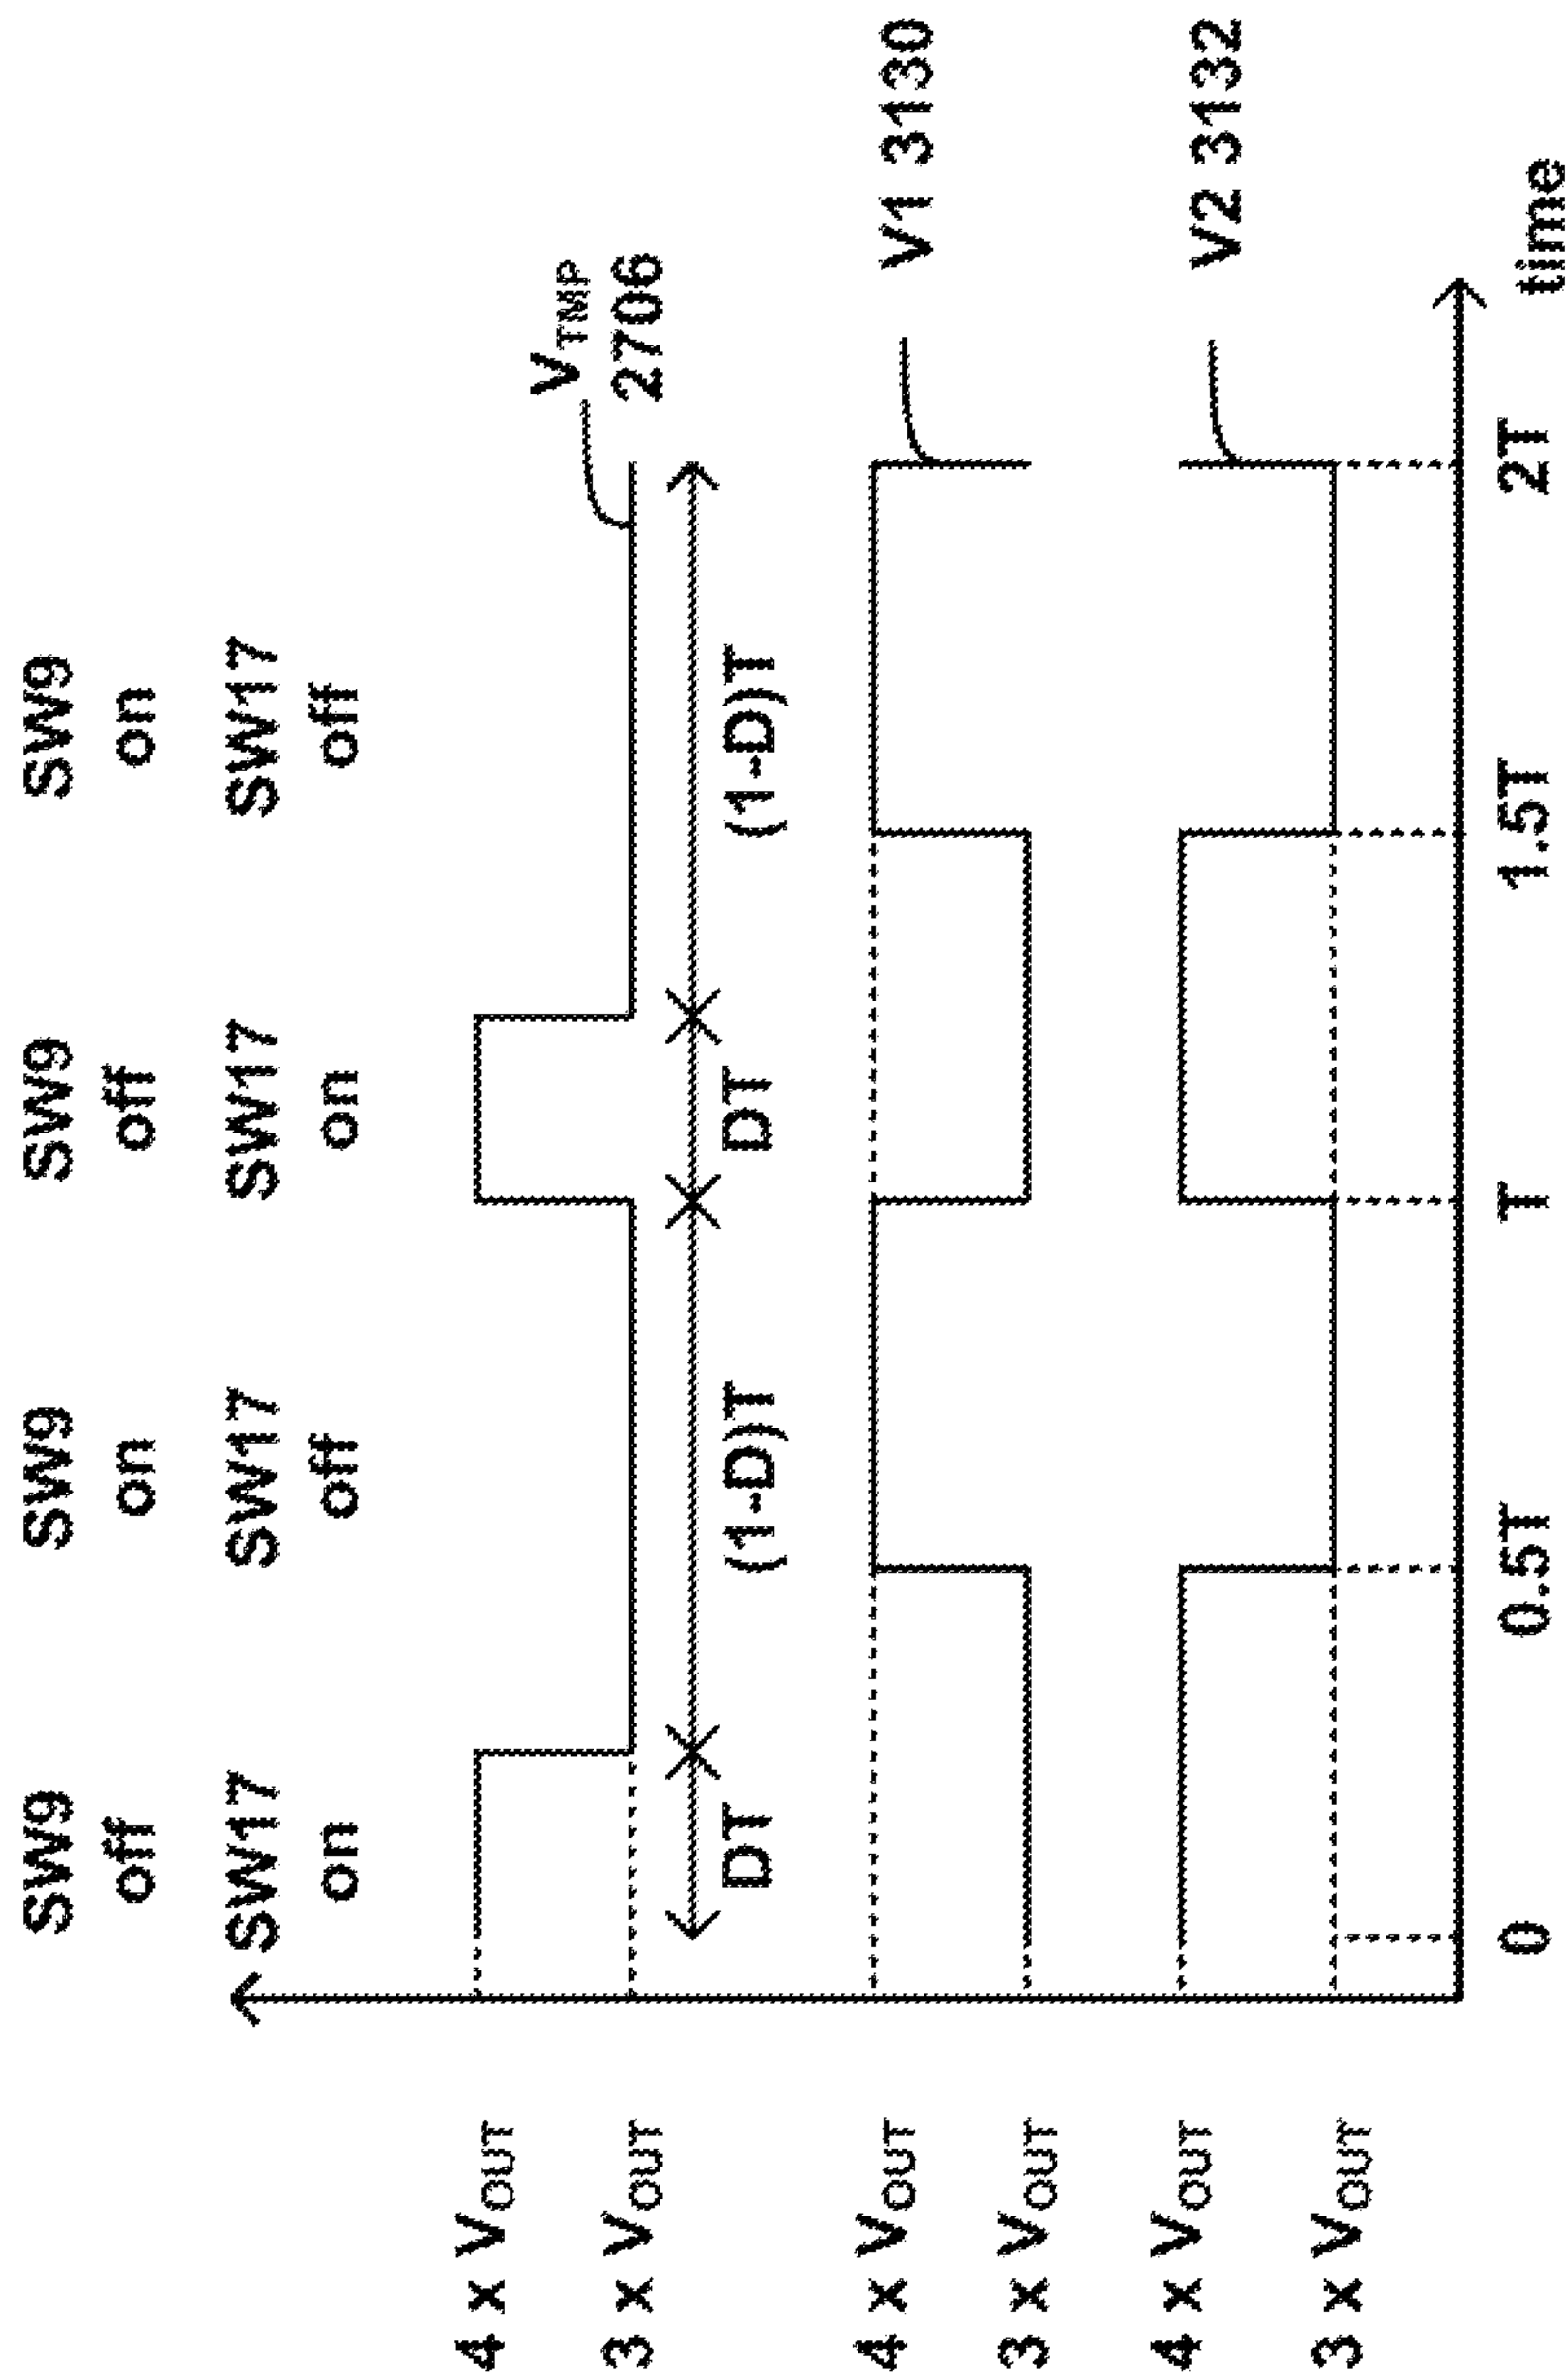 SW9 SW9 SW9 SW9
off on off on
SW17 SW17 SW17 SW17
on off on off
V_TMP
2706
4 x V_OUT
3 x V_OUT
DT (1-D)T DT (1-D)T
4 x V_OUT
V1 3130
3 x V_OUT
4 x V_OUT
V2 3132
3 x V_OUT
0 0.5T T 1.5T 2T
time